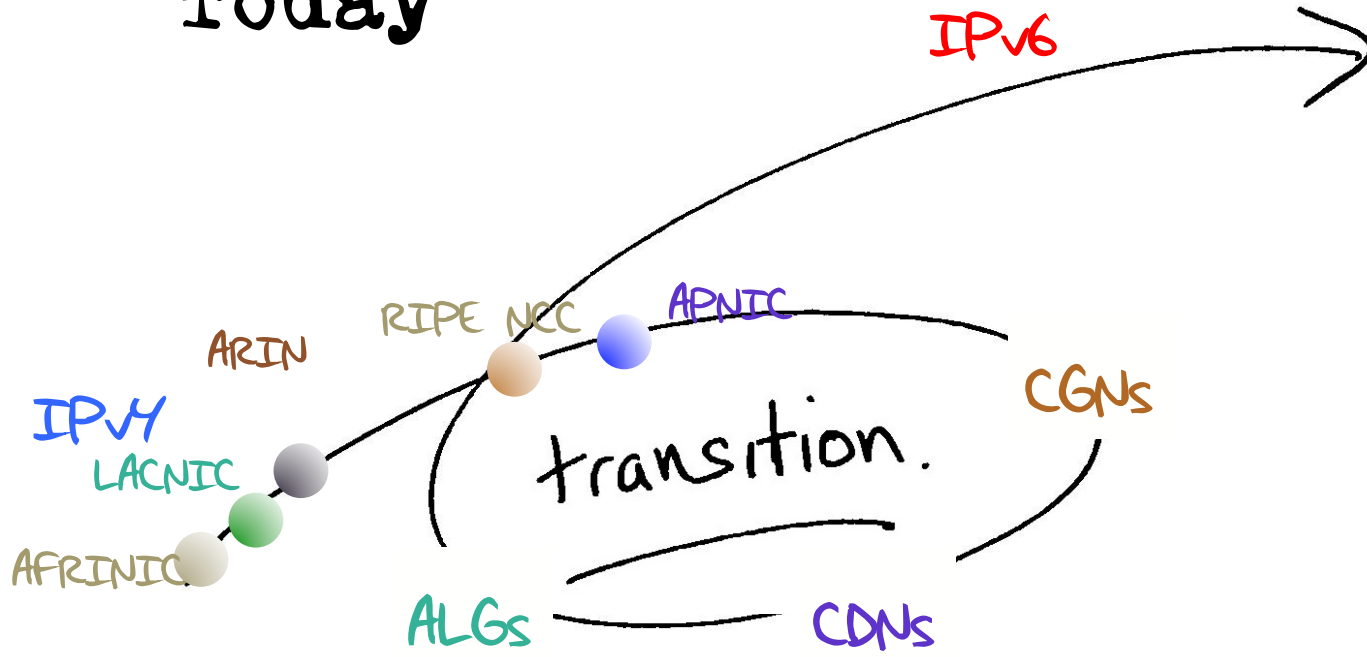 Today
IPv6
RIPE NCC
APNIC
ARIN
CGNs
IPv4
transition.
LACNIC
AFRINIC
ALGs
CDNs